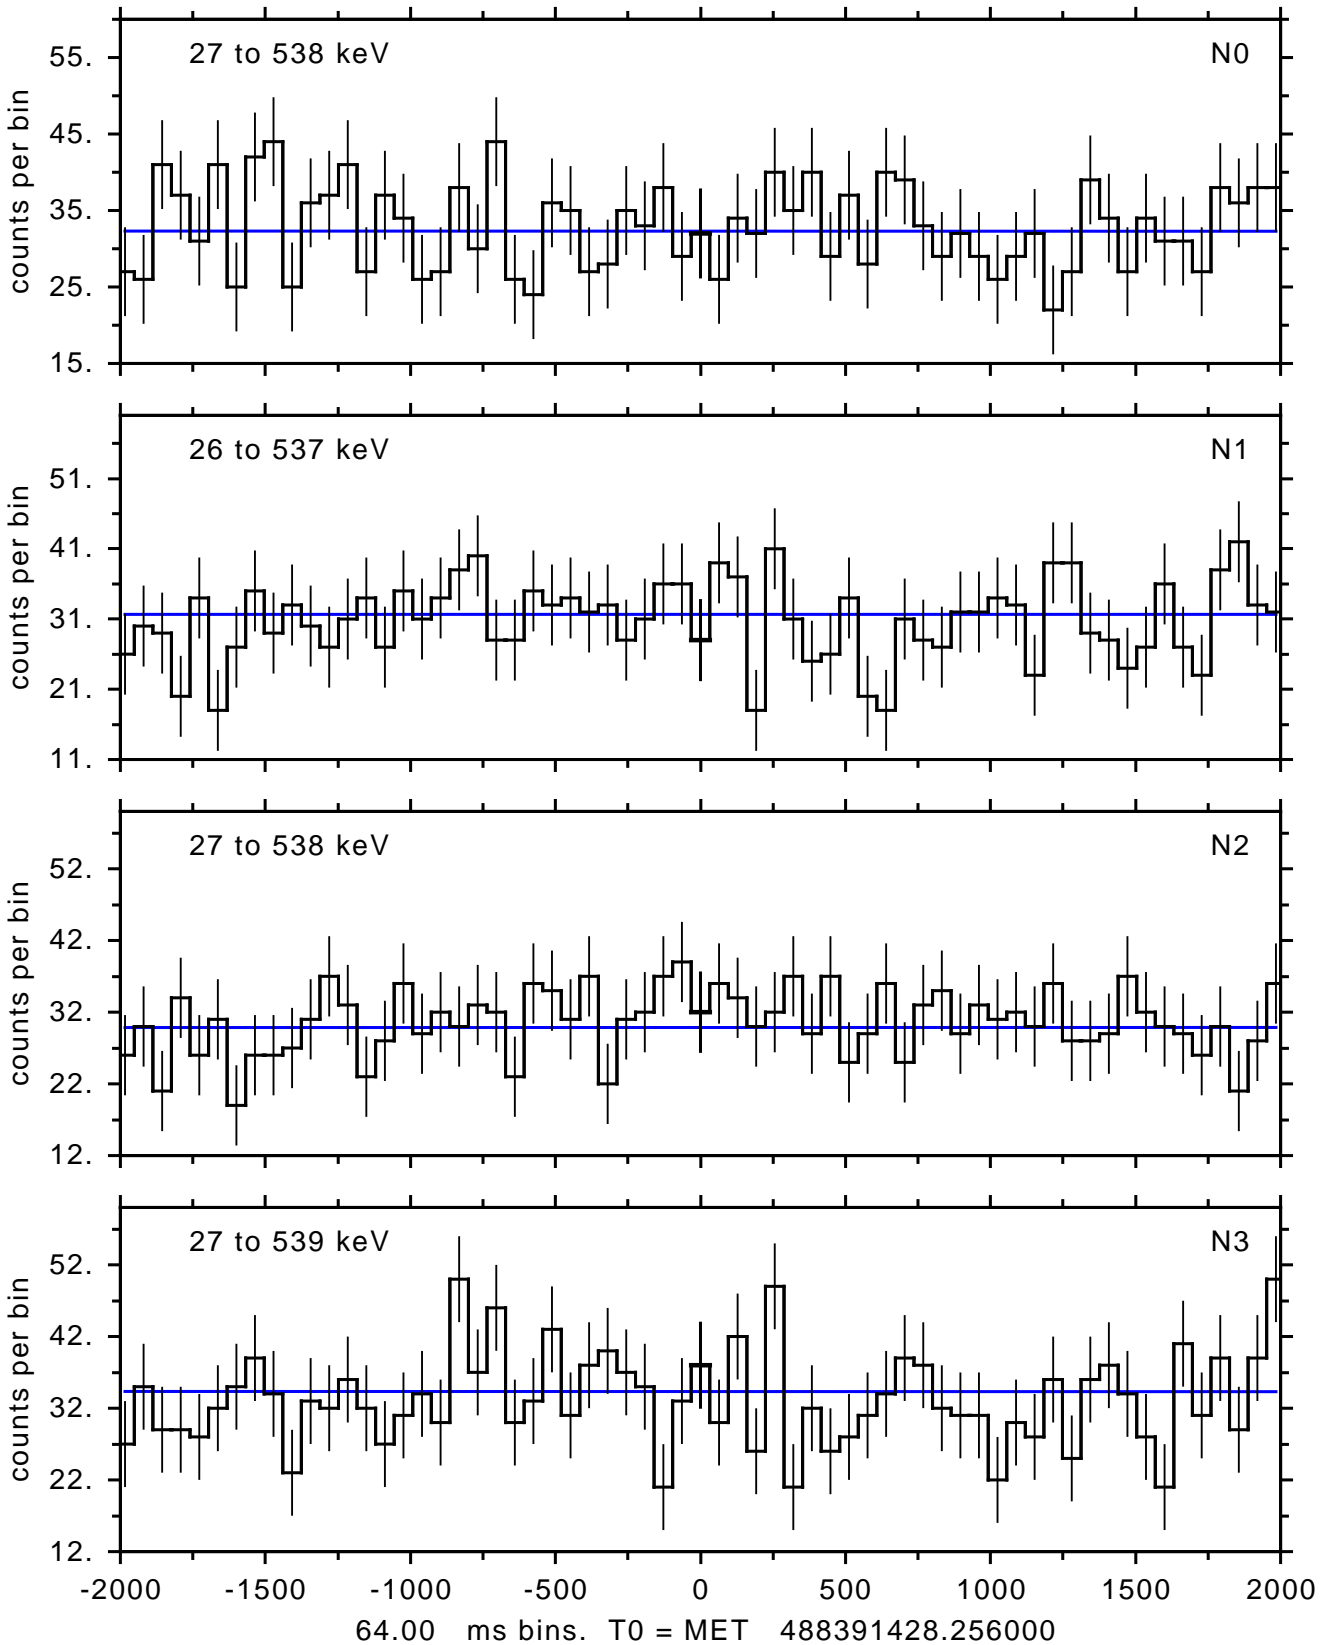 27 to 538 keV N0
55.
45.
35.
25.
15.
counts per bin
26 to 537 keV N1
51.
41.
31.
21.
11.
counts per bin
27 to 538 keV N2
52.
42.
32.
22.
12.
counts per bin
27 to 539 keV N3
52.
42.
32.
22.
12.
counts per bin
-2000 -1500 -1000 -500 0 500 1000 1500 2000
64.00 ms bins. T0 = MET 488391428.256000